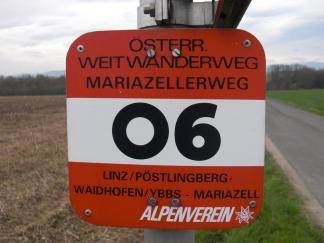 ÖSTERR.
WEITWANDERWEG
MARIAZELLERWEG
06
LINZ/PÖSTLINGBERG-
WAIDHOFEN/YBBS - MARIAZELL
ALPENVEREIN